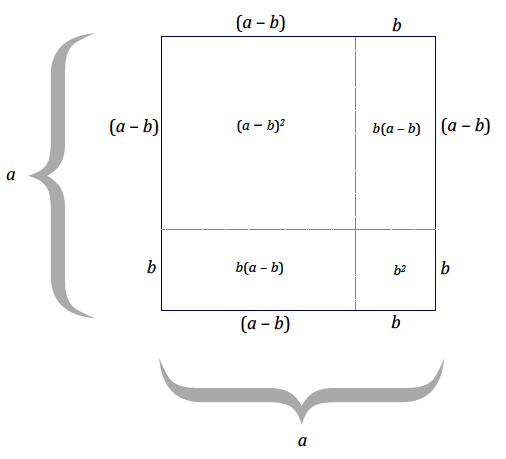 (a – b) b
(a – b) (a – b)² b(a – b) (a – b)
a
b b(a – b) b² b
(a – b) b
a